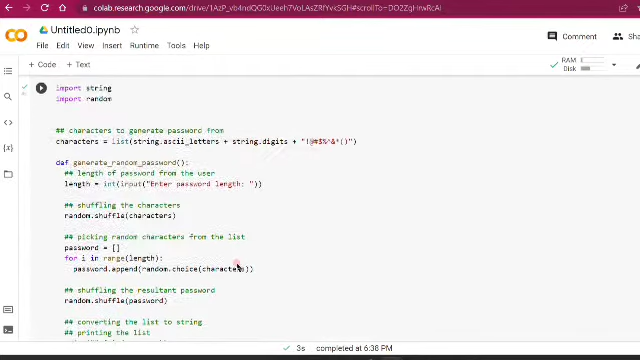 colab.research.google.com/drive/
Untitled0.ipynb
File Edit View Insert Runtime Tools Help
Comment
+ Code + Text
RAM
Disk
import string
import random
## characters to generate password from
characters = list(string.ascii_letters + string.digits + "!@#$%^&*()")
def generate_random_password():
## length of password from the user
length = int(input("Enter password length: "))
## shuffling the characters
random.shuffle(characters)
## picking random characters from the list
password = []
for i in range(length):
password.append(random.choice(characters))
## shuffling the resultant password
random.shuffle(password)
## converting the list to string
## printing the list
3s completed at 6:38 PM